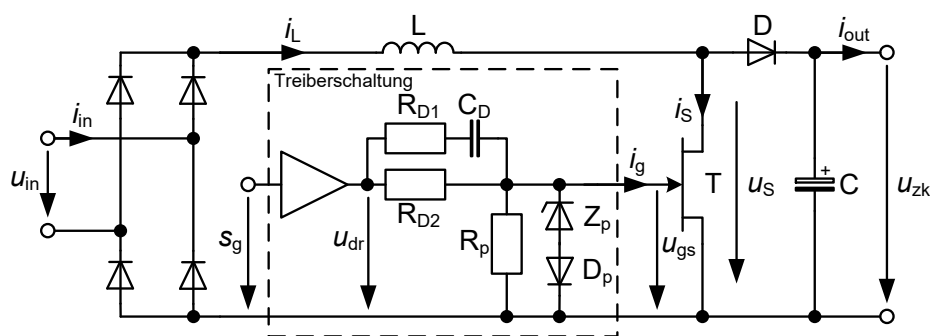 i_L
L
D
i_out
Treiberschaltung
R_D1
C_D
i_in
i_S
i_g
+
u_in
T
u_S
C
u_zk
R_D2
s_g
u_dr
R_p
Z_p
u_gs
D_p